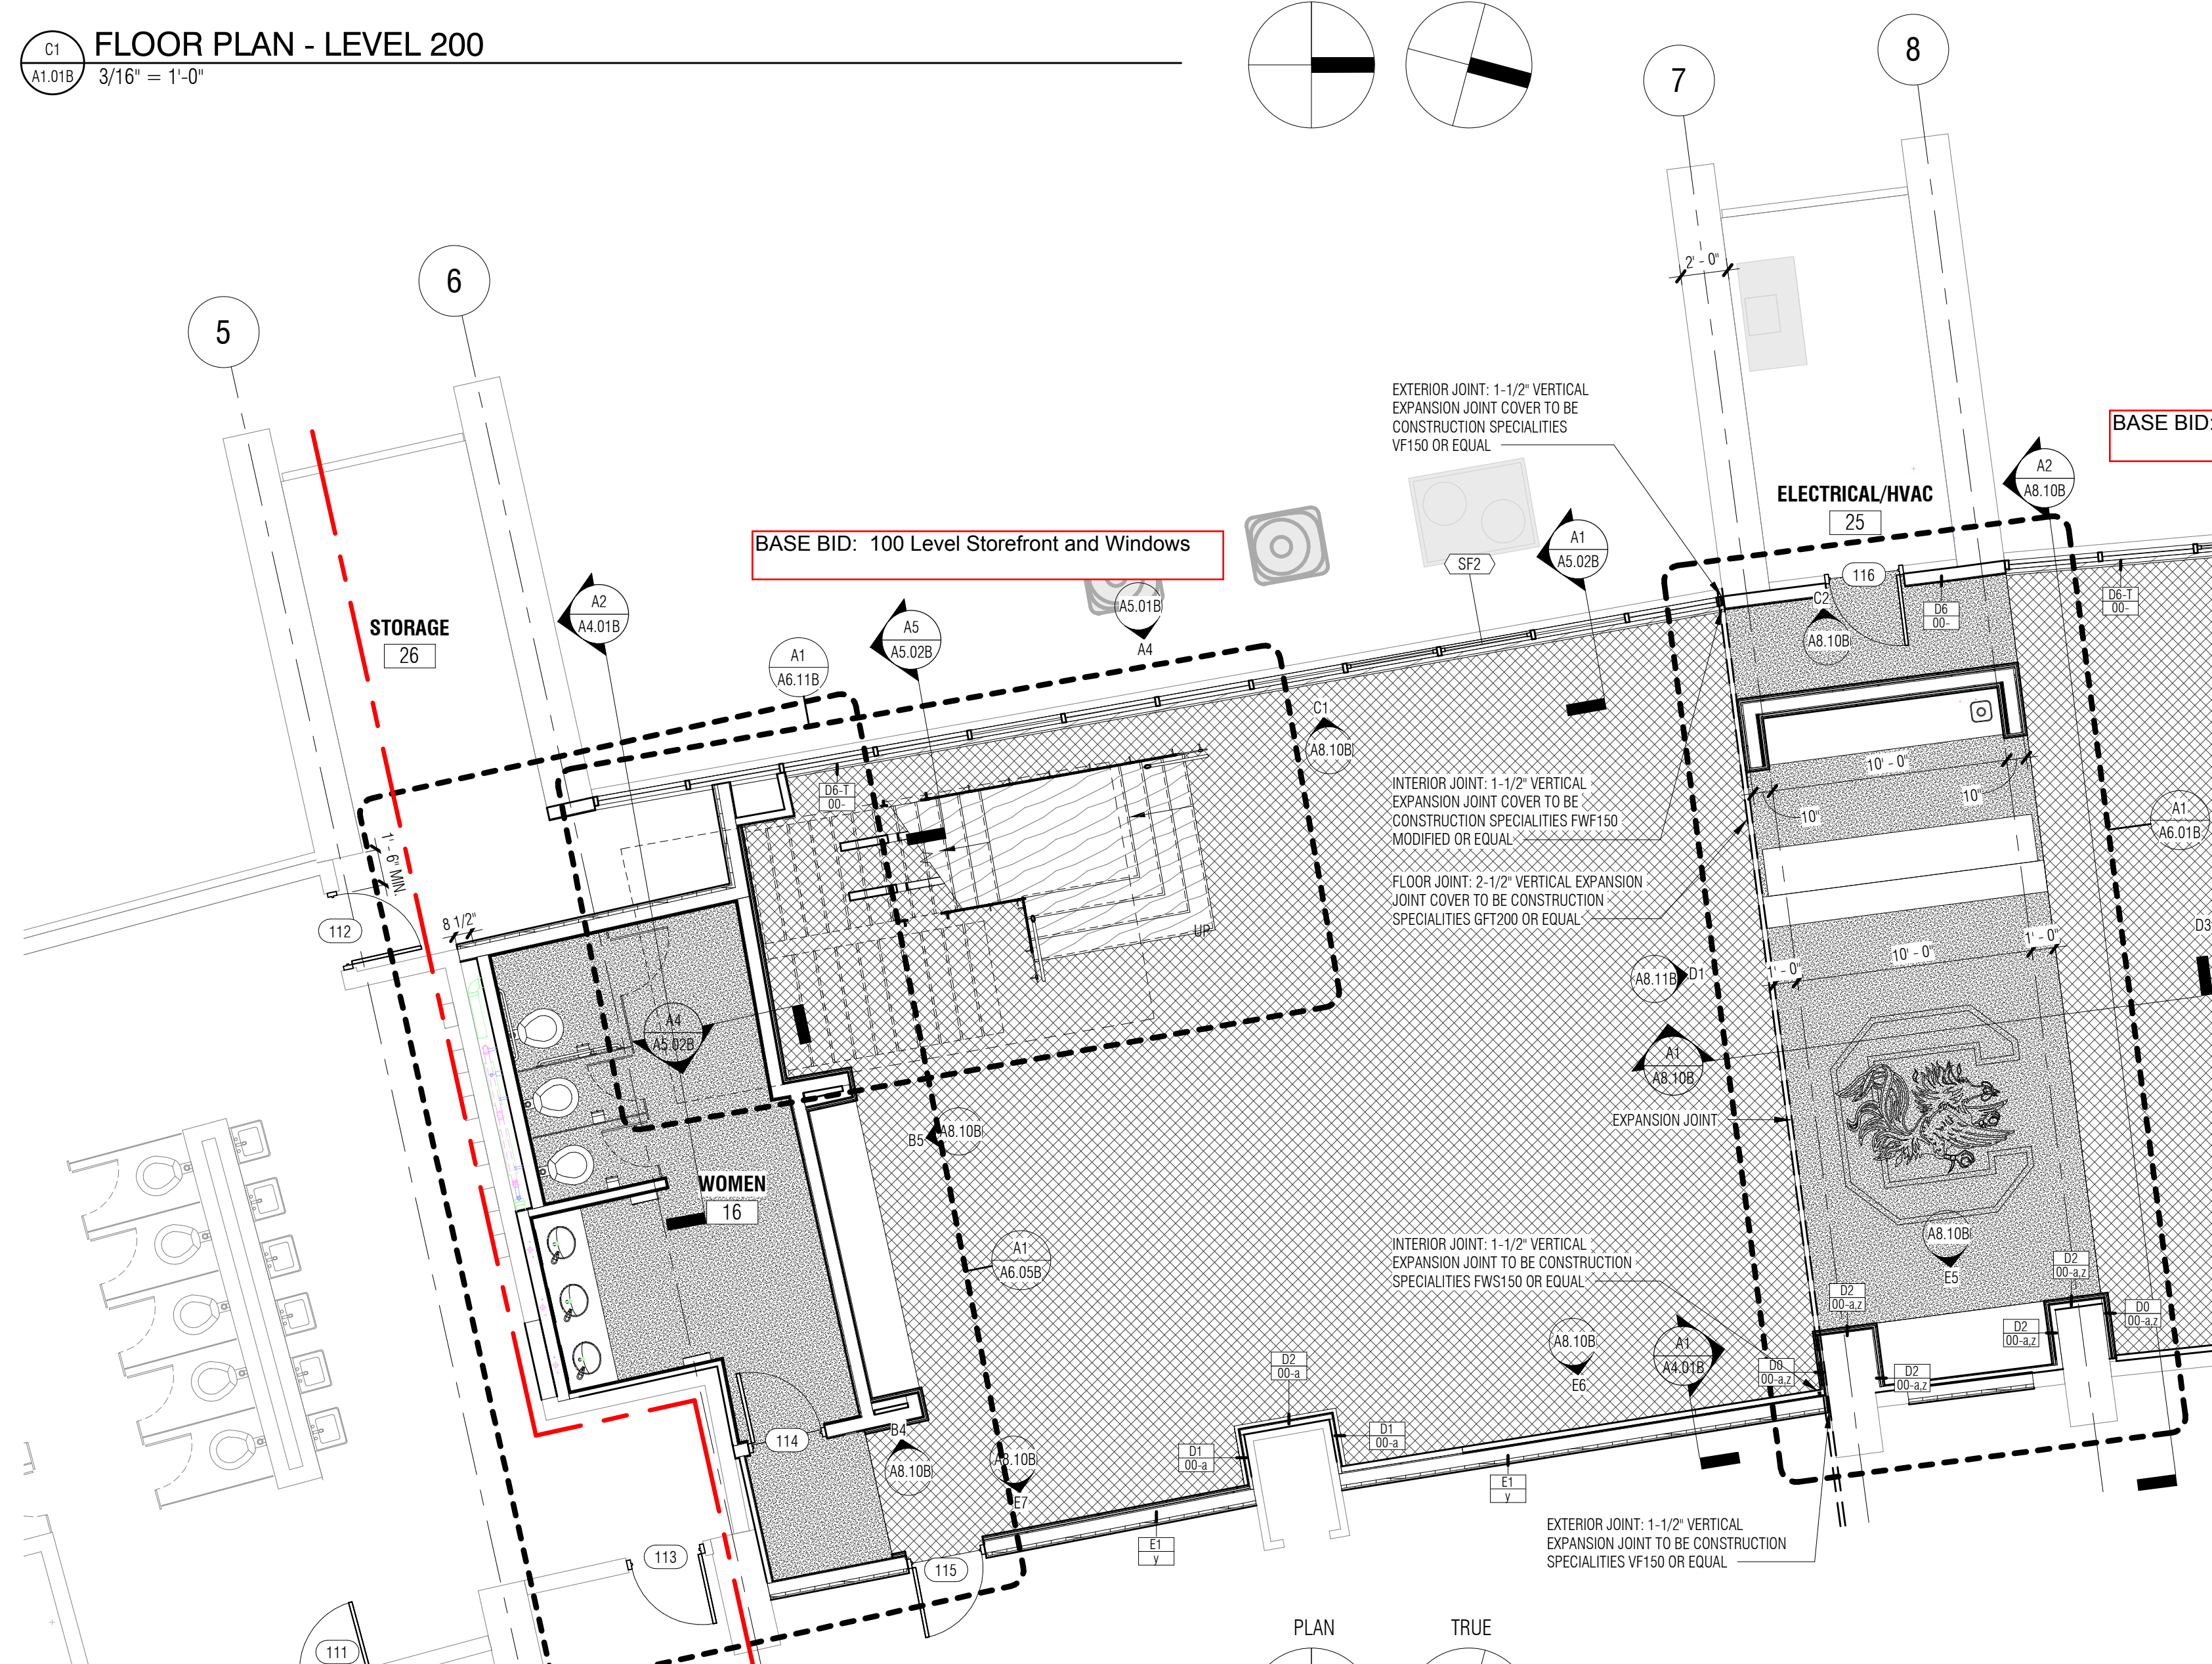 C1
A1.01B
FLOOR PLAN - LEVEL 200
3/16" = 1'-0"
5
6
7
8
2' - 0"
EXTERIOR JOINT: 1-1/2" VERTICAL
EXPANSION JOINT COVER TO BE
CONSTRUCTION SPECIALITIES
VF150 OR EQUAL
BASE BID:
A2
A8.10B
ELECTRICAL/HVAC
25
BASE BID: 100 Level Storefront and Windows
SF2
A1
A5.02B
116
C2
A8.10B
D6
00-
D6-T
00-
STORAGE
26
A2
A4.01B
A1
A6.11B
A5
A5.02B
A5.01B
A4
C1
A8.10B
D6-T
00-
INTERIOR JOINT: 1-1/2" VERTICAL
EXPANSION JOINT COVER TO BE
CONSTRUCTION SPECIALITIES FWF150
MODIFIED OR EQUAL
10' - 0"
10"
10"
A1
A6.01B
1' - 6" MIN.
FLOOR JOINT: 2-1/2" VERTICAL EXPANSION
JOINT COVER TO BE CONSTRUCTION
SPECIALITIES GFT200 OR EQUAL
112
8 1/2"
UP
D3
10' - 0"
1' - 0"
1' - 0"
A8.11B
D1
A4
A5.02B
A1
A8.10B
EXPANSION JOINT
B5
A8.10B
WOMEN
16
A1
A6.05B
INTERIOR JOINT: 1-1/2" VERTICAL
EXPANSION JOINT TO BE CONSTRUCTION
SPECIALITIES FWS150 OR EQUAL
A8.10B
E5
D2
00-a,z
D2
00-a,z
D0
00-a,z
D2
00-a,z
A8.10B
E6
A1
A4.01B
D0
00-a,z
D2
00-a,z
D2
00-a
D1
00-a
D1
00-a
114
B4
A8.10B
A8.10B
E7
E1
y
E1
y
EXTERIOR JOINT: 1-1/2" VERTICAL
EXPANSION JOINT TO BE CONSTRUCTION
SPECIALITIES VF150 OR EQUAL
113
115
111
PLAN
TRUE